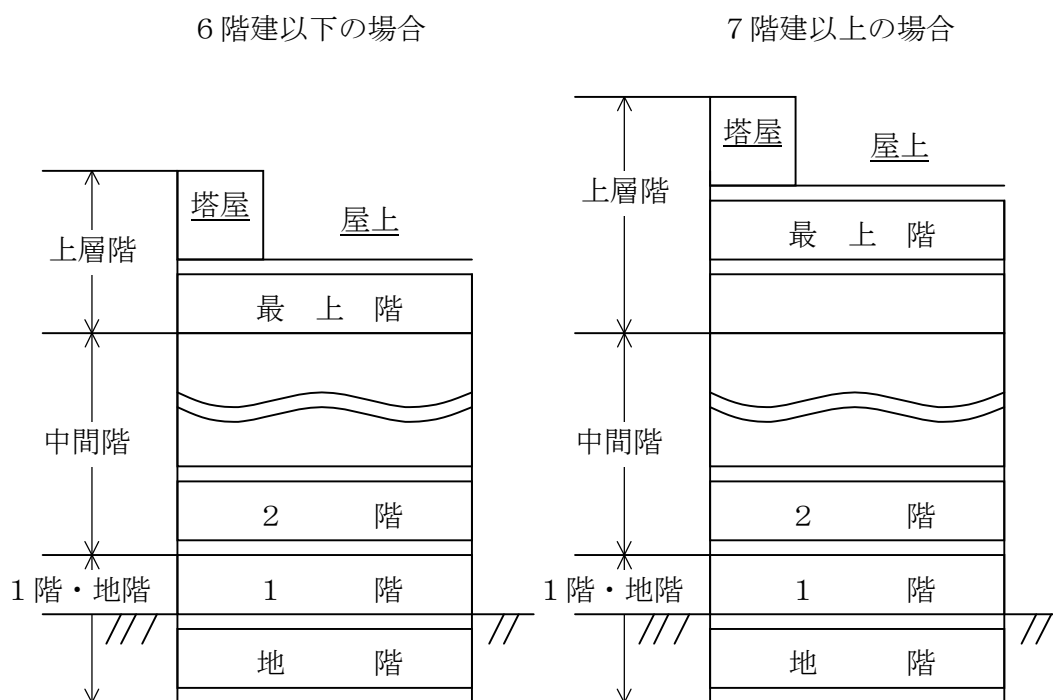 ６階建以下の場合
塔屋
屋上
上層階
最　上　階
中間階
２　　　階
１階・地階
１　　　階
地　　　階
７階建以上の場合
塔屋
屋上
上層階
最　上　階
中間階
２　　　階
１階・地階
１　　　階
地　　　階